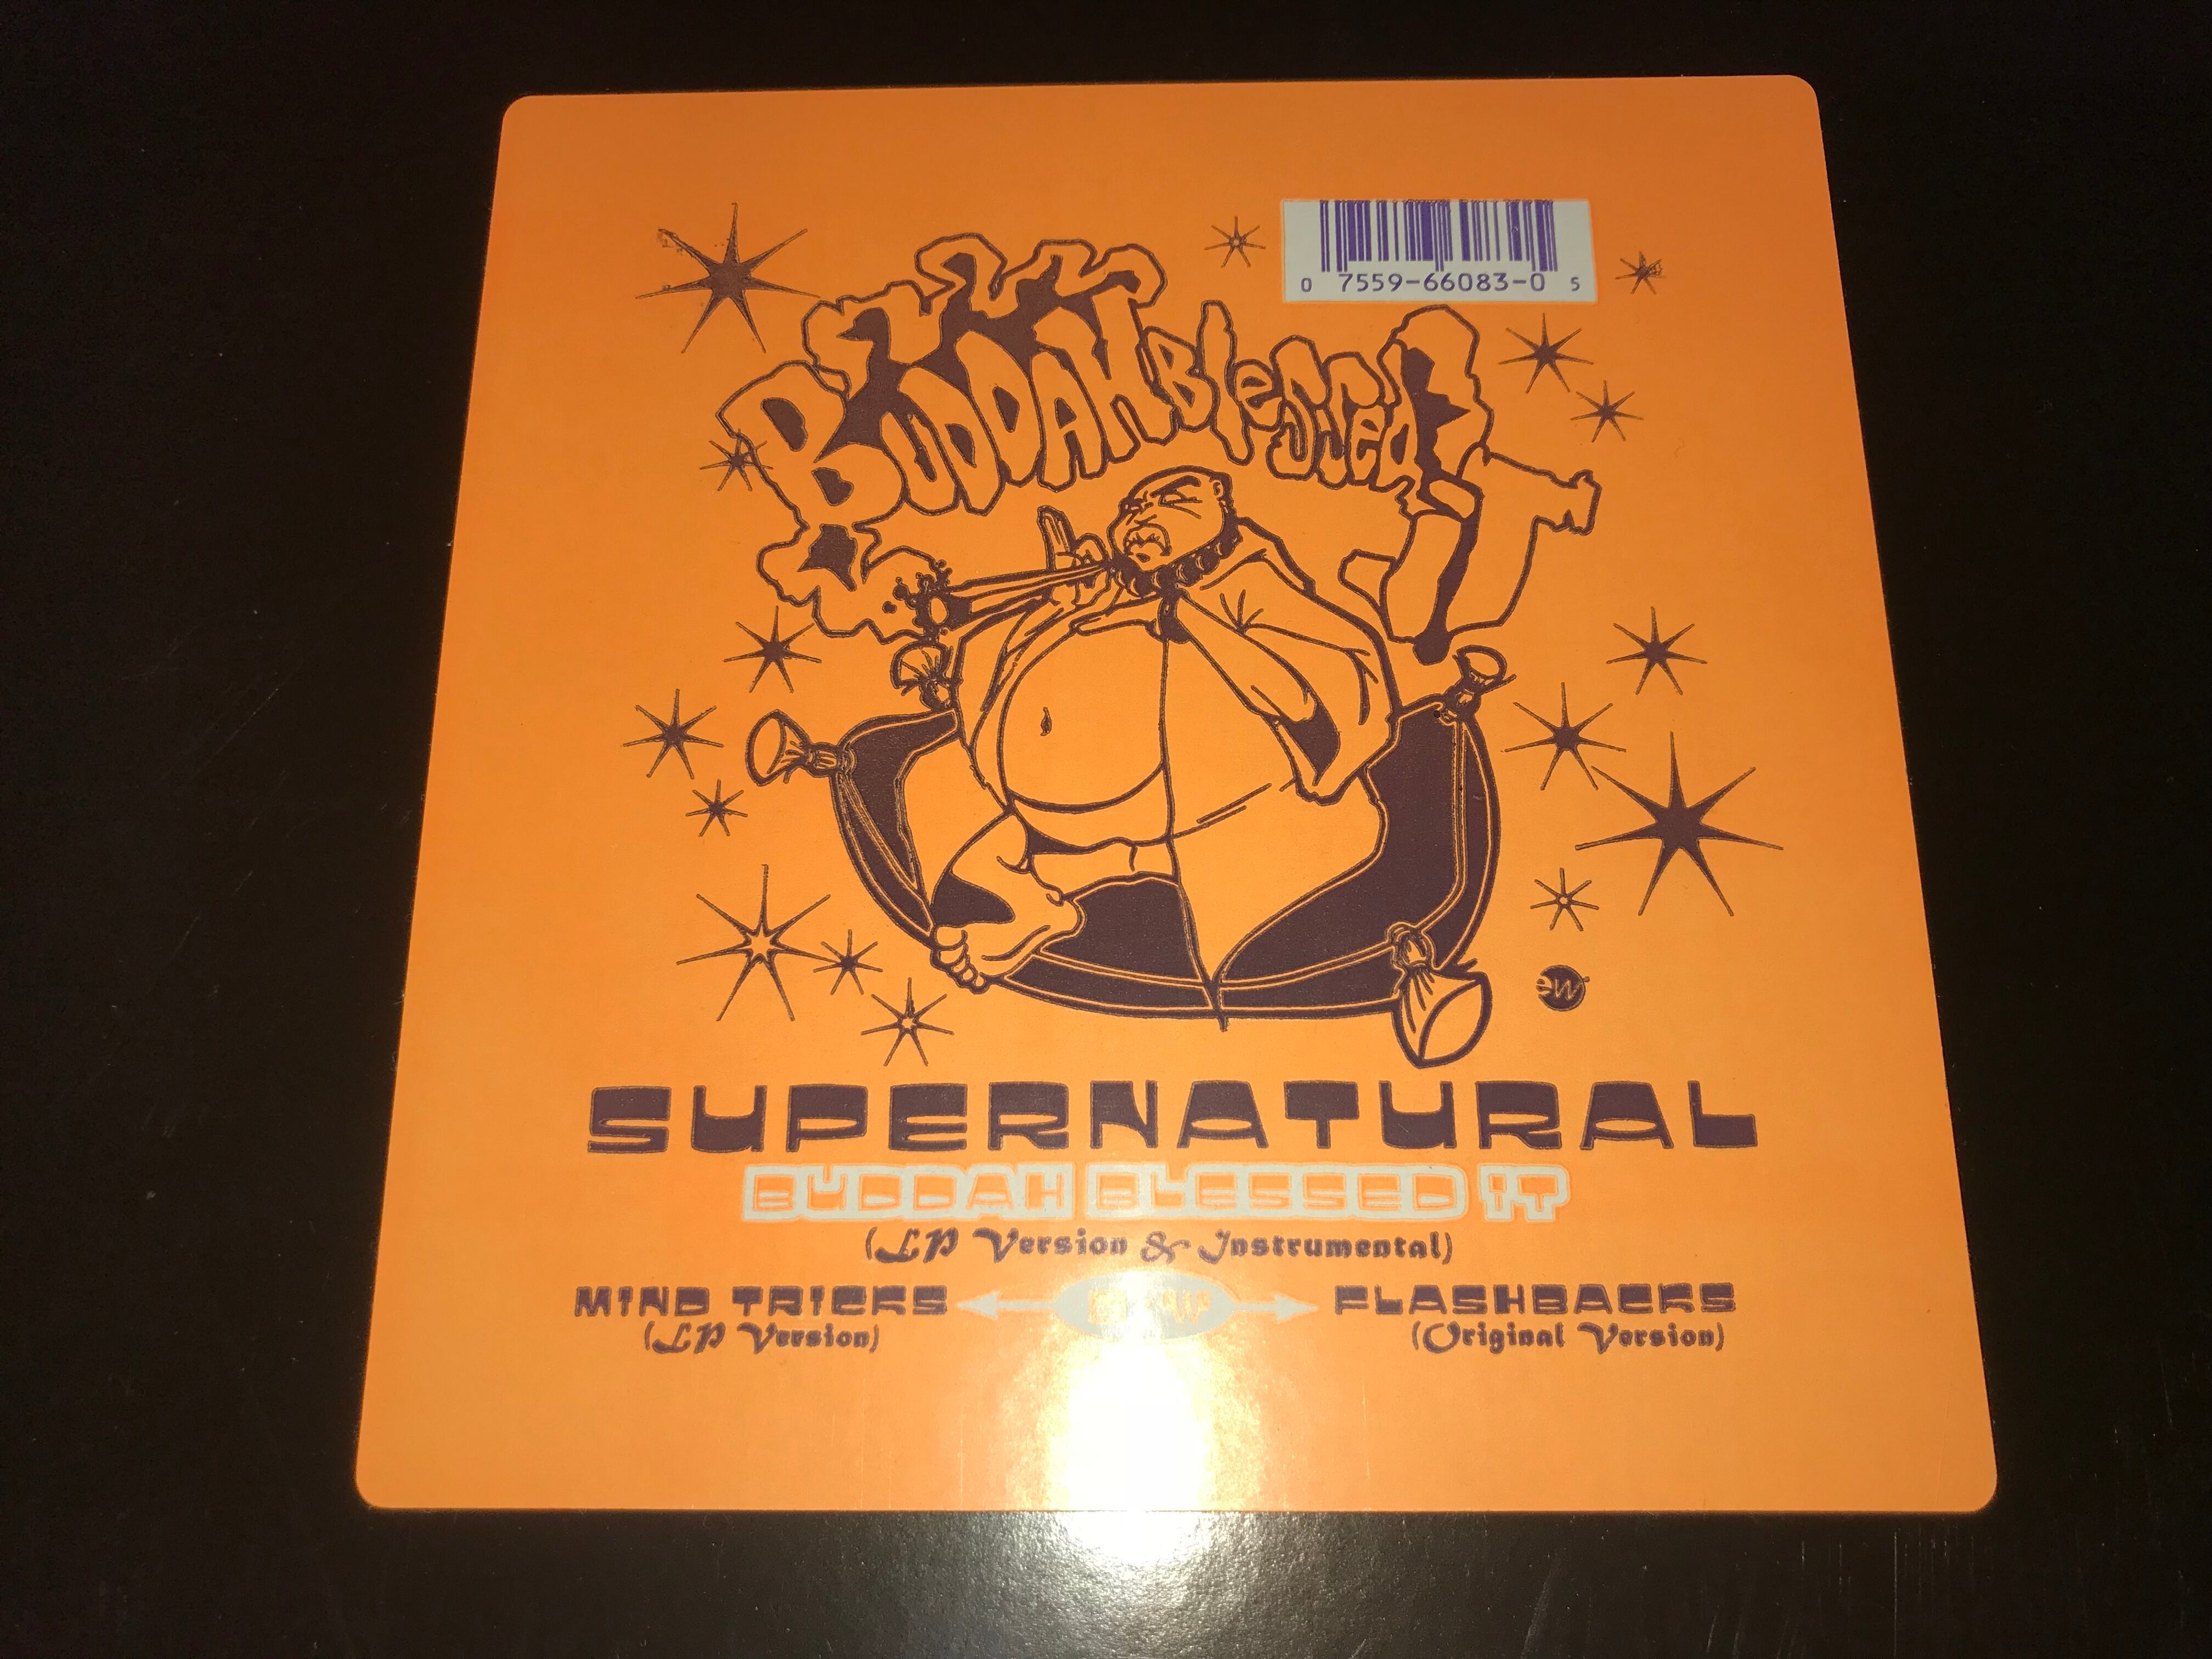 0 7559-66083-0 5
BUDDAH Blessed IT
ew
SUPERNATURAL
BUDDAH BLESSED IT
(LP Version & Instrumental)
MIND TRICKS
FLASHBACKS
(LP Version)
(Original Version)